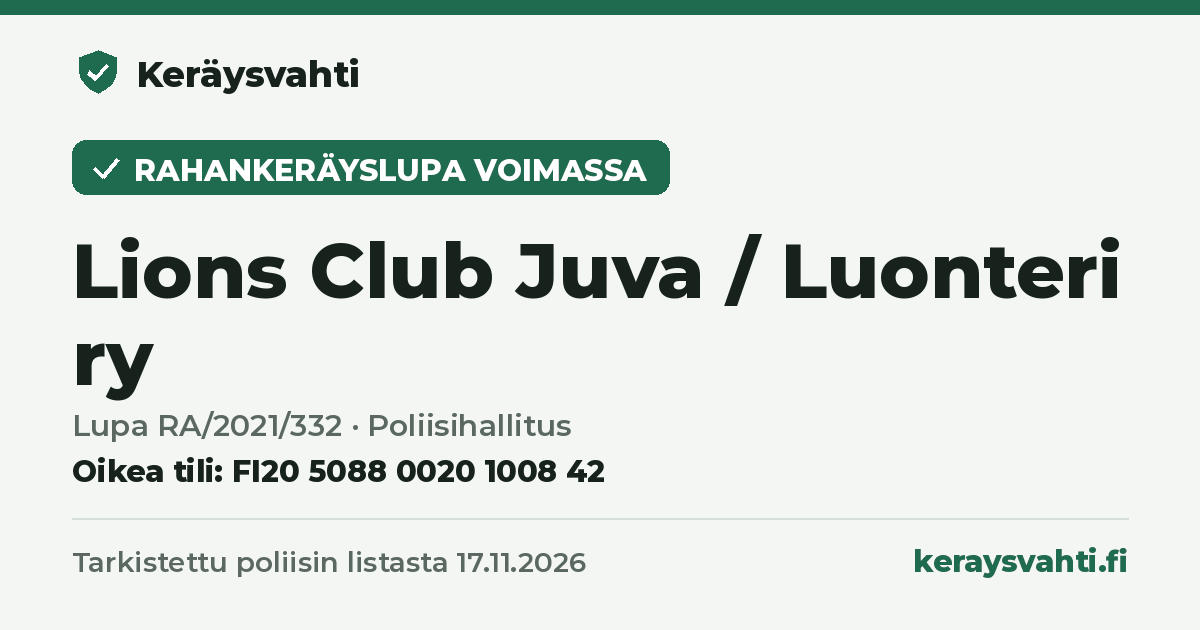 Keräysvahti
RAHANKERÄYSLUPA VOIMASSA
Lions Club Juva / Luonteri
ry
Lupa RA/2021/332 · Poliisihallitus
Oikea tili: FI20 5088 0020 1008 42
Tarkistettu poliisin listasta 17.11.2026
keraysvahti.fi